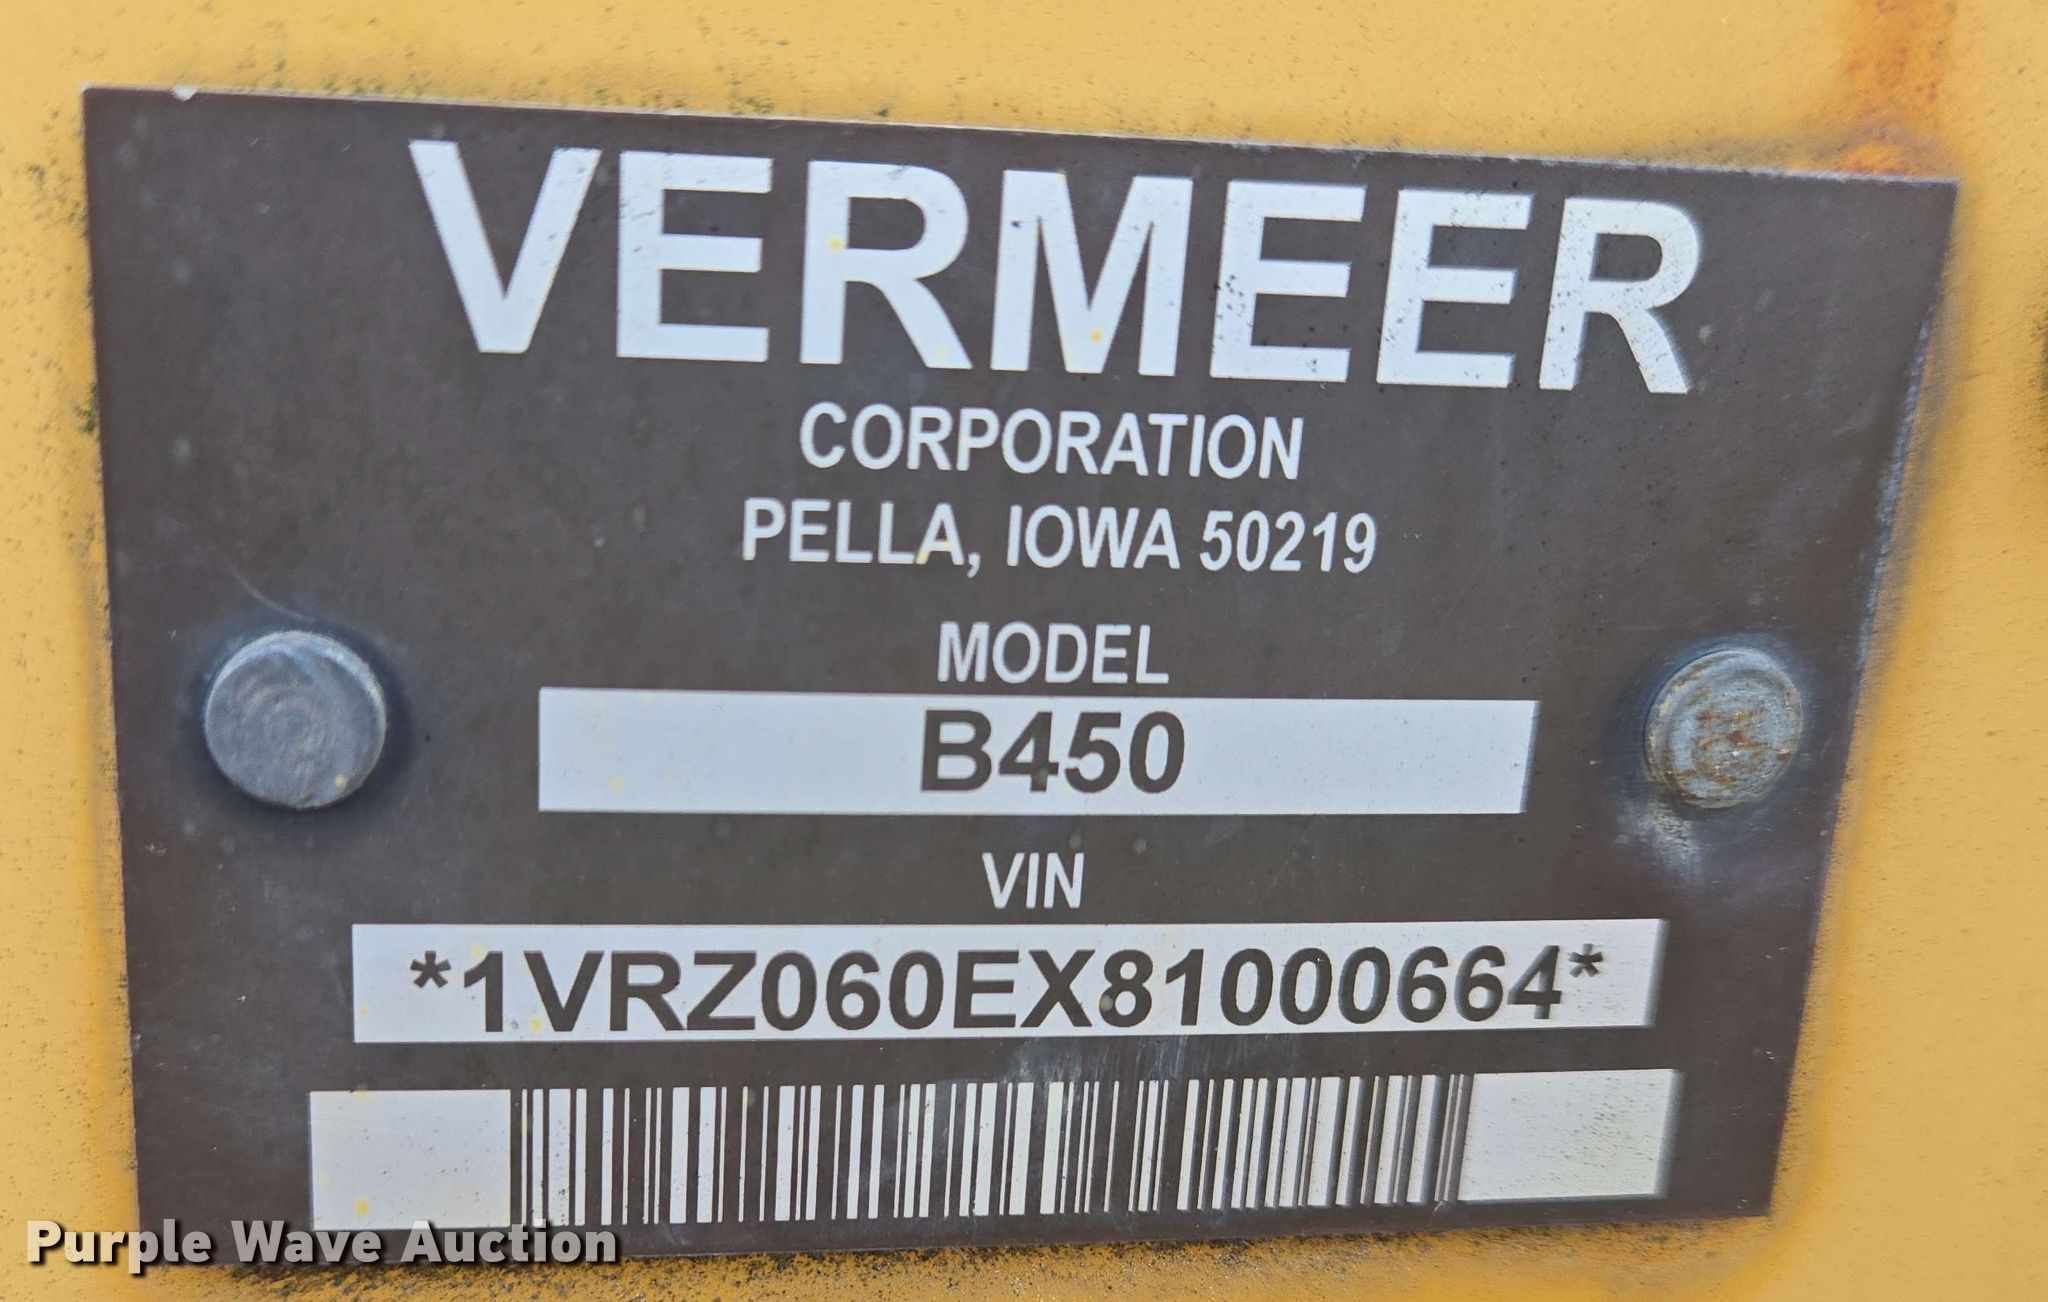 VERMEER
CORPORATION
PELLA, IOWA 50219
MODEL
B450
VIN
*1VRZ060EX81000664*
Purple Wave Auction